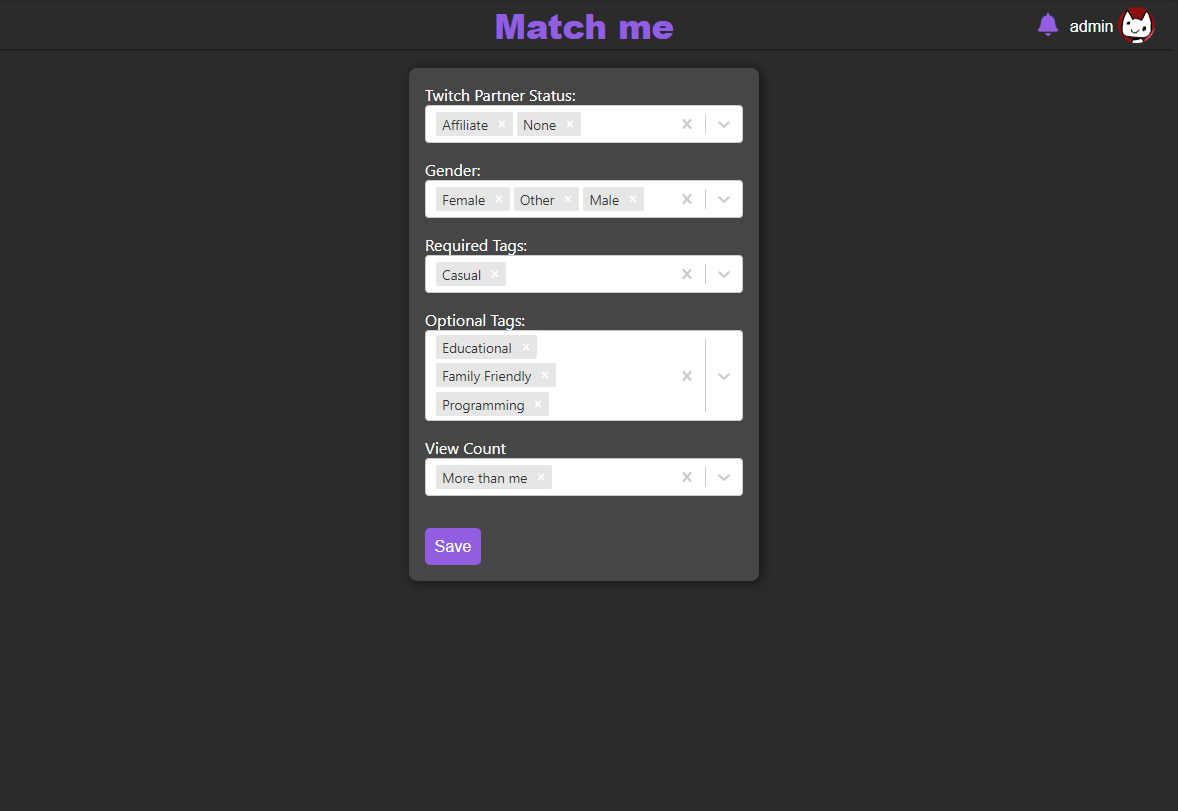 Match me
admin
Twitch Partner Status:
Affiliate None
Gender:
Female Other Male
Required Tags:
Casual
Optional Tags:
Educational
Family Friendly
Programming
View Count
More than me
Save